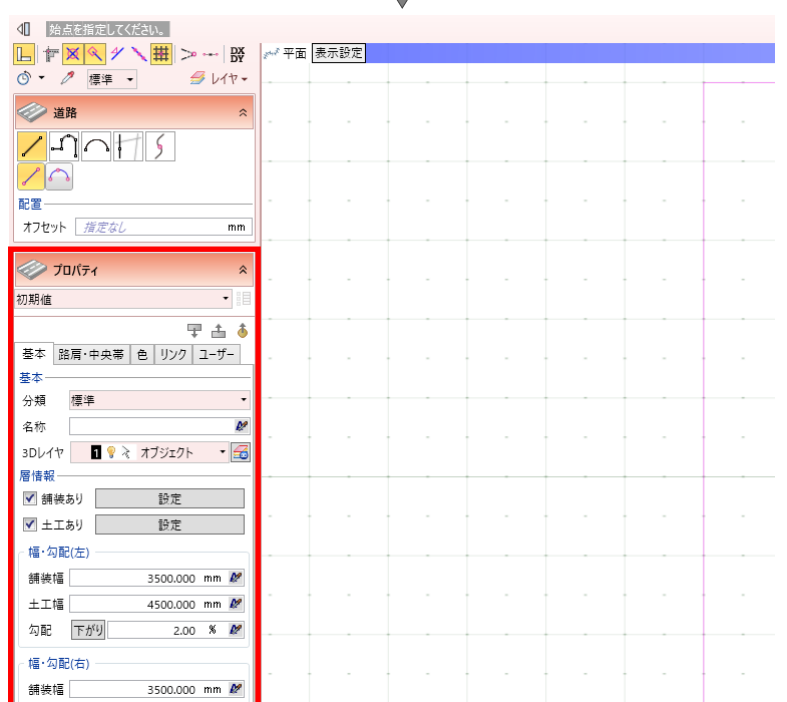 始点を指定してください。
DX
DY
標準 レイヤ
平面 表示設定
道路
配置
オフセット 指定なし mm
プロパティ
初期値
基本 路肩・中央帯 色 リンク ユーザー
基本
分類 標準
名称
3Dレイヤ 1 オブジェクト
層情報
舗装あり 設定
土工あり 設定
幅・勾配(左)
舗装幅 3500.000 mm
土工幅 4500.000 mm
勾配 下がり 2.00 %
幅・勾配(右)
舗装幅 3500.000 mm